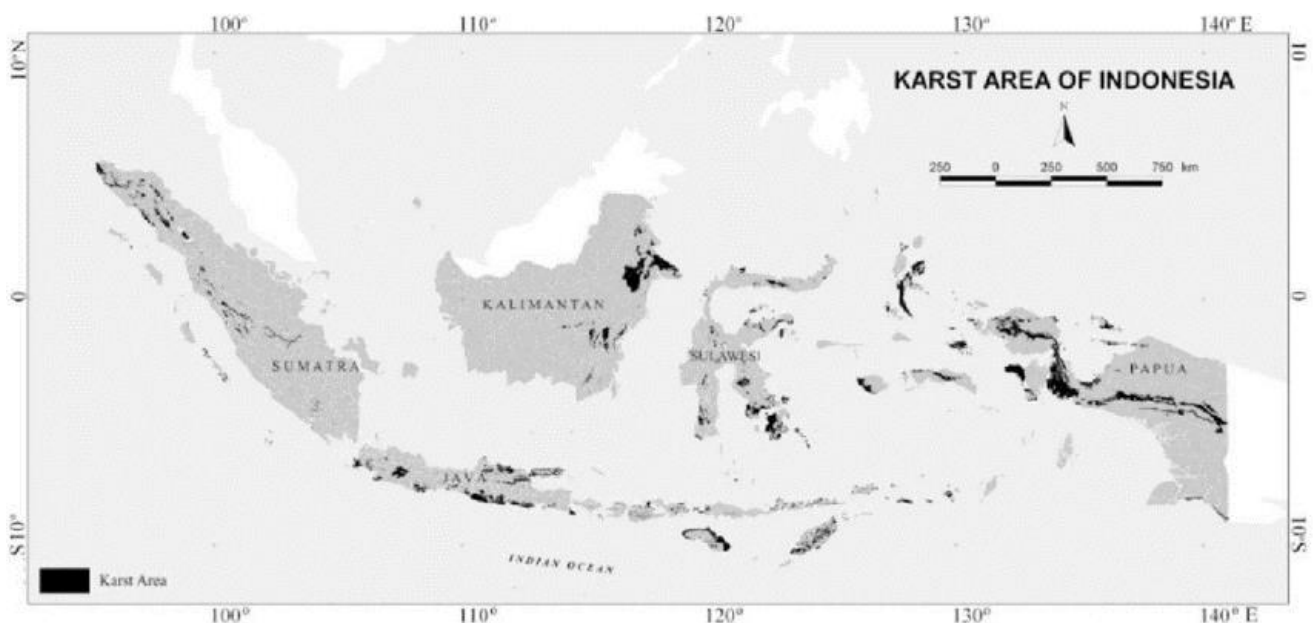 100°
110°
120°
130°
140° E
10°N
10
KARST AREA OF INDONESIA
N
250 0 250 500 750 km
KALIMANTAN
0
0
SULAWESI
PAPUA
SUMATRA
JAVA
S 10°
10°S
INDIAN OCEAN
Karst Area
100°
110°
120°
130°
140° E